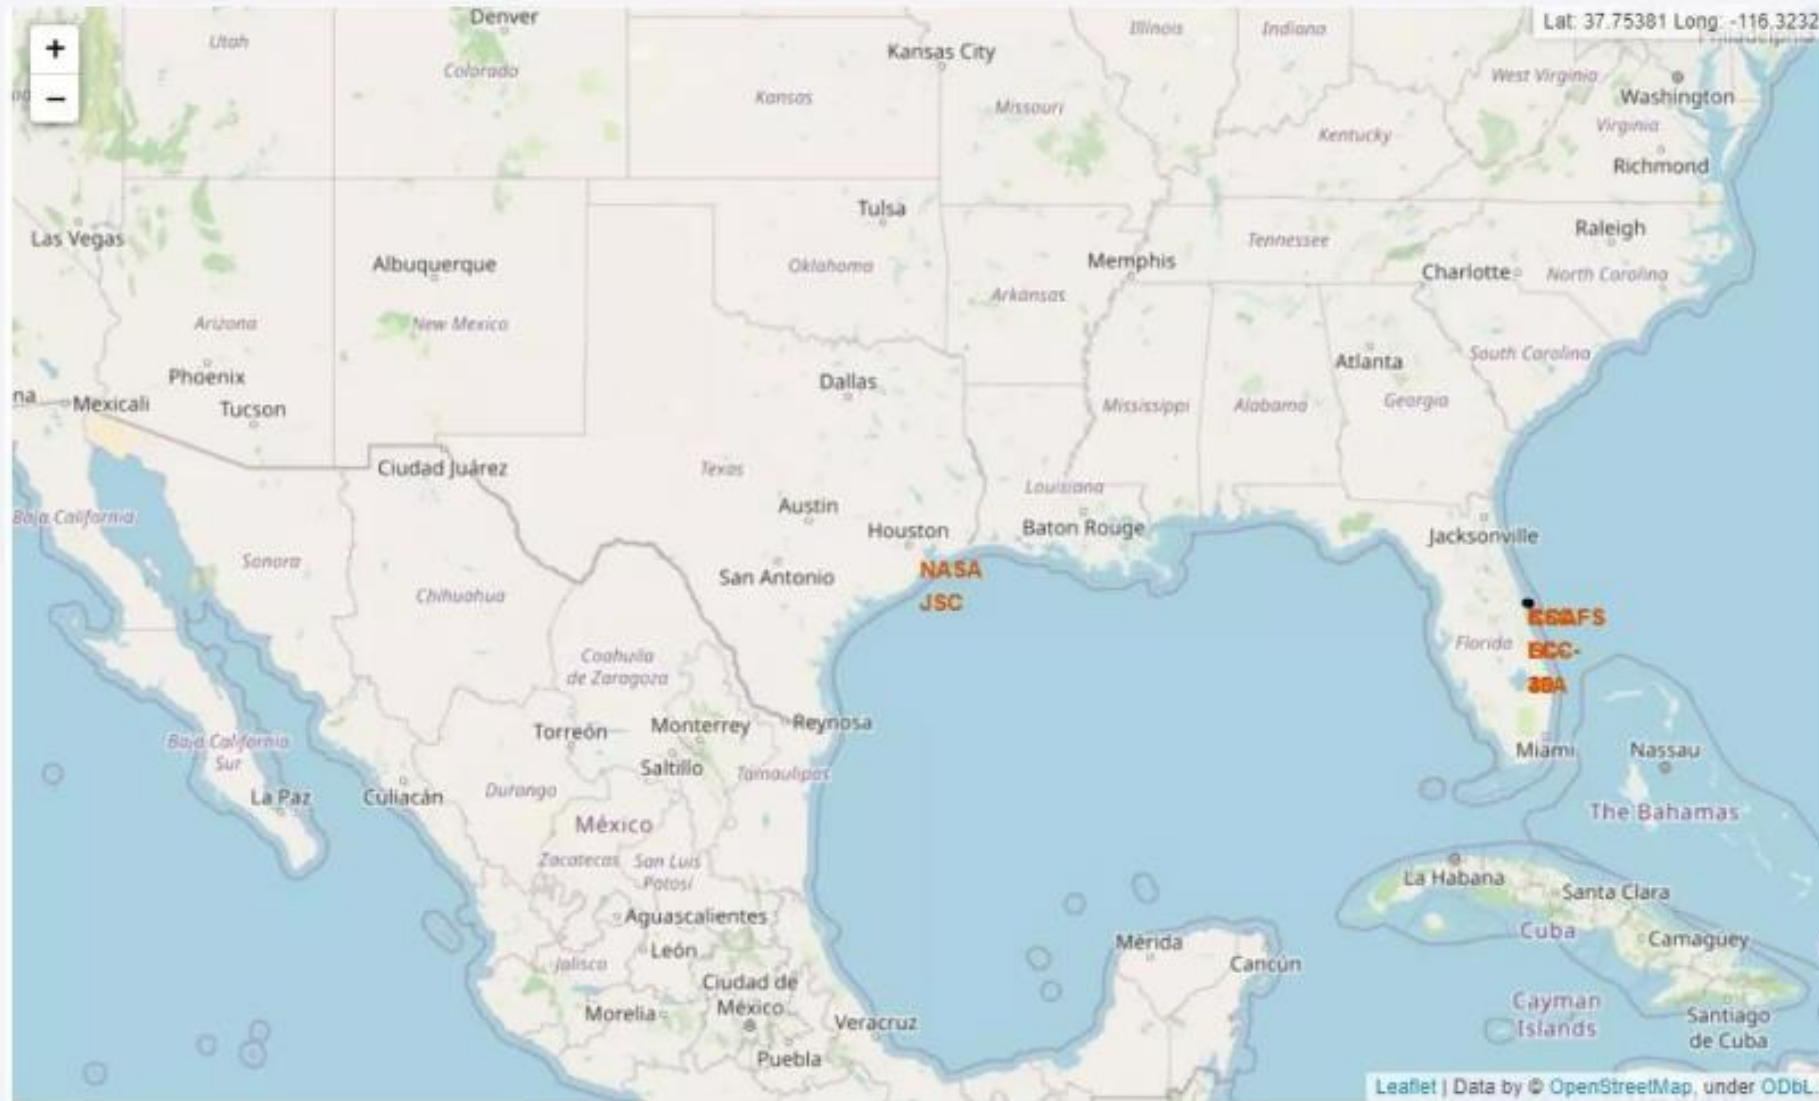 +
−
Lat: 37.75381 Long: -116.3232
Denver
Utah
Colorado
Kansas City
Kansas
Missouri
Illinois
Indiana
West Virginia
Washington
Virginia
Kentucky
Richmond
Las Vegas
Tulsa
Raleigh
Tennessee
Albuquerque
Oklahoma
Memphis
Charlotte
North Carolina
Arkansas
Arizona
New Mexico
South Carolina
Atlanta
Phoenix
Dallas
Mexicali
Tucson
Mississippi
Alabama
Georgia
Ciudad Juárez
Texas
Louisiana
Austin
Baja California
Houston
Baton Rouge
Jacksonville
Sonora
NASA
JSC
San Antonio
Chihuahua
Florida
Coahuila
de Zaragoza
Torreón
Monterrey
Reynosa
Baja California
Sur
Saltillo
Tamaulipas
Miami
Nassau
La Paz
Culiacán
Durango
The Bahamas
México
Zacatecas
San Luis
Potosí
La Habana
Santa Clara
Aguascalientes
Cuba
Camagüey
León
Jalisco
Mérida
Cancún
Ciudad de
México
Morelia
Veracruz
Cayman
Islands
Santiago
de Cuba
Puebla
Leaflet | Data by © OpenStreetMap, under ODbL.